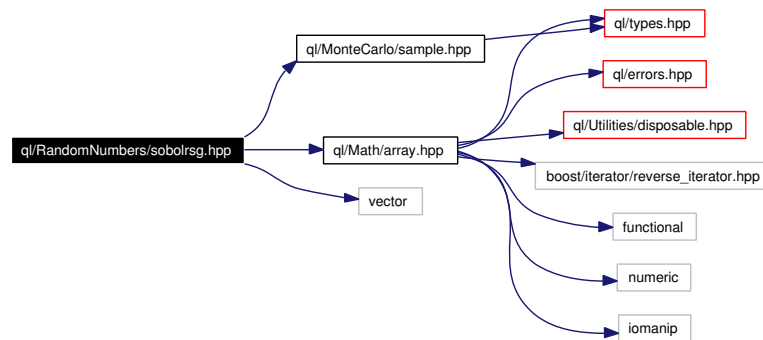 ql/types.hpp
ql/MonteCarlo/sample.hpp
ql/errors.hpp
ql/Utilities/disposable.hpp
ql/RandomNumbers/sobolrsg.hpp
ql/Math/array.hpp
boost/iterator/reverse_iterator.hpp
vector
functional
numeric
iomanip